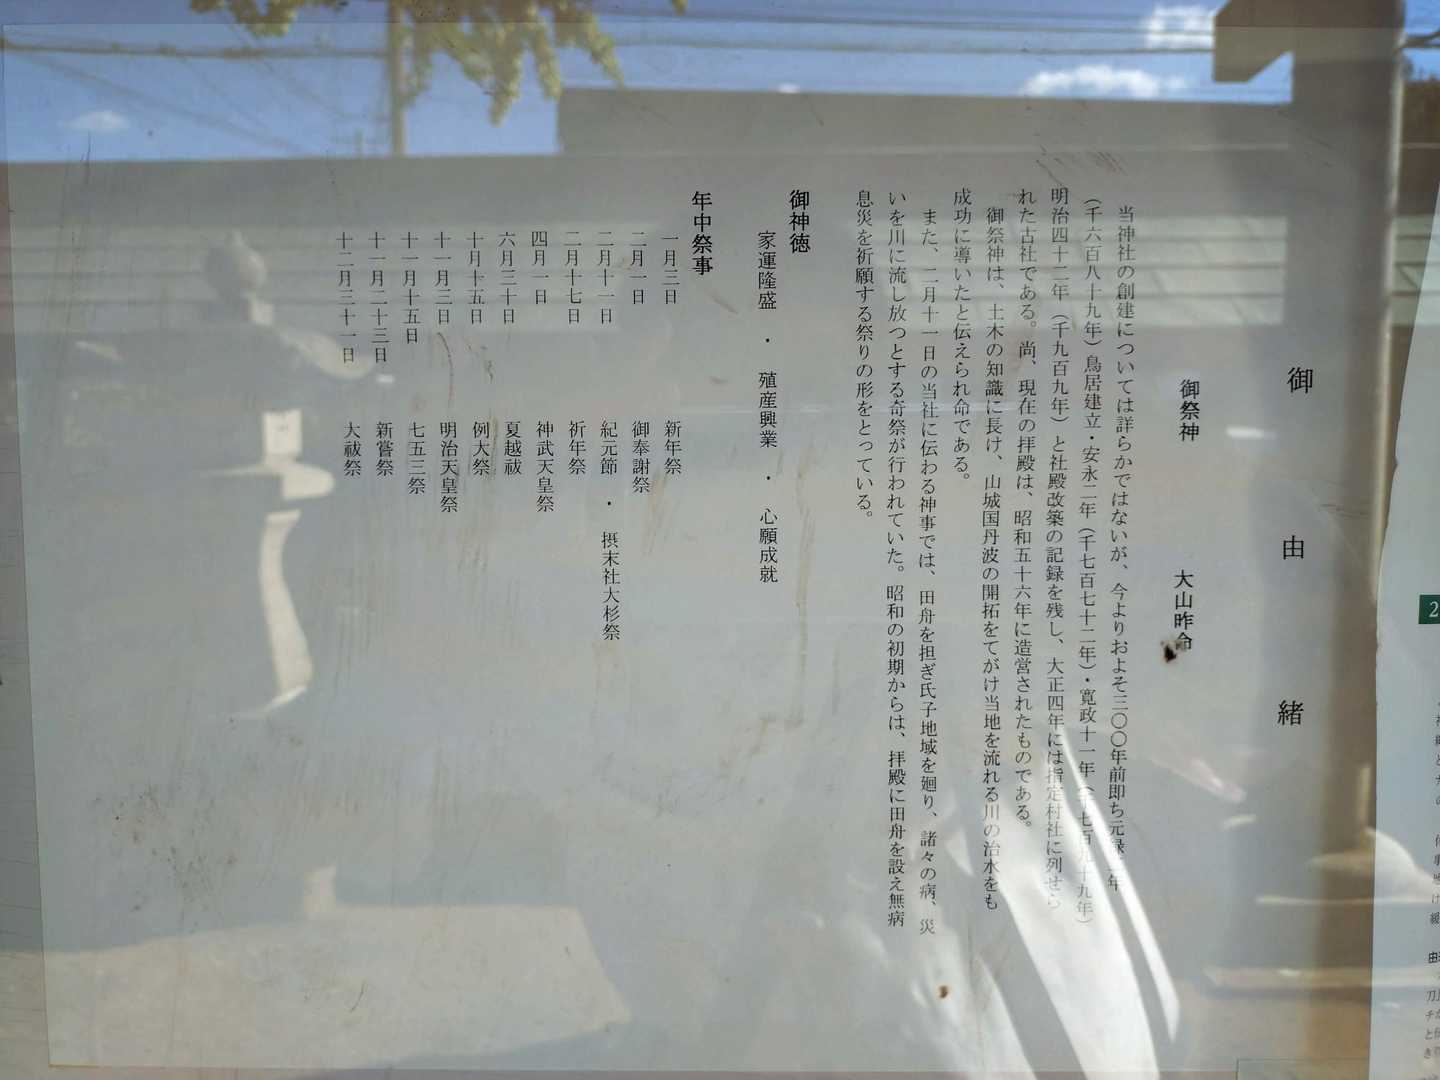 御由緒
御祭神 大山昨命
当神社の創建については詳らかではないが、今よりおよそ三〇〇年前即ち元禄二年
(千六百八十九年)鳥居建立・安永二年(千七百七十二年)・寛政十一年(千七百九十九年)
明治四十二年(千九百九年)と社殿改築の記録を残し、大正四年には指定村社に列せら
れた古社である。尚、現在の拝殿は、昭和五十六年に造営されたものである。
御祭神は、土木の知識に長け、山城国丹波の開拓をてがけ当地を流れる川の治水をも
成功に導いたと伝えられ命である。
また、二月十一日の当社に伝わる神事では、田舟を担ぎ氏子地域を廻り、諸々の病、災
いを川に流し放つとする奇祭が行われていた。昭和の初期からは、拝殿に田舟を設え無病
息災を祈願する祭りの形をとっている。
御神徳
家運隆盛 ・ 殖産興業 ・ 心願成就
年中祭事
一月三日 新年祭
二月一日 御奉謝祭
二月十一日 紀元節 ・ 摂末社大杉祭
二月十七日 祈年祭
四月一日 神武天皇祭
六月三十日 夏越祓
十月十五日 例大祭
十一月三日 明治天皇祭
十一月十五日 七五三祭
十一月二十三日 新嘗祭
十二月三十一日 大祓祭
2